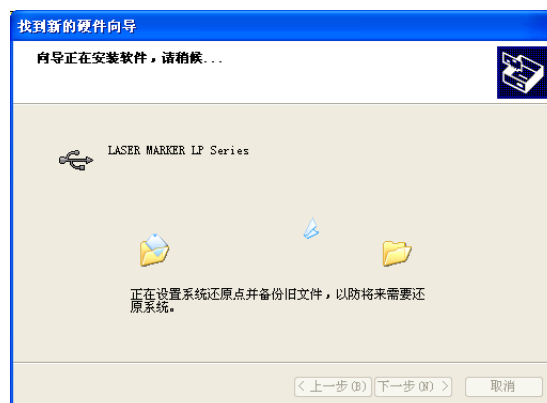 找到新的硬件向导
向导正在安装软件，请稍候...
LASER MARKER LP Series
正在设置系统还原点并备份旧文件，以防将来需要还
原系统。
< 上一步(B) 下一步(N) > 取消